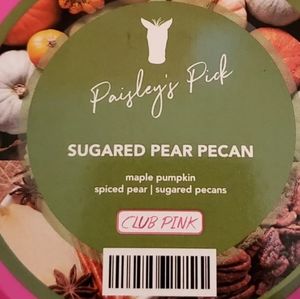 Paisley's Pick
SUGARED PEAR PECAN
maple pumpkin
spiced pear | sugared pecans
CLUB PINK